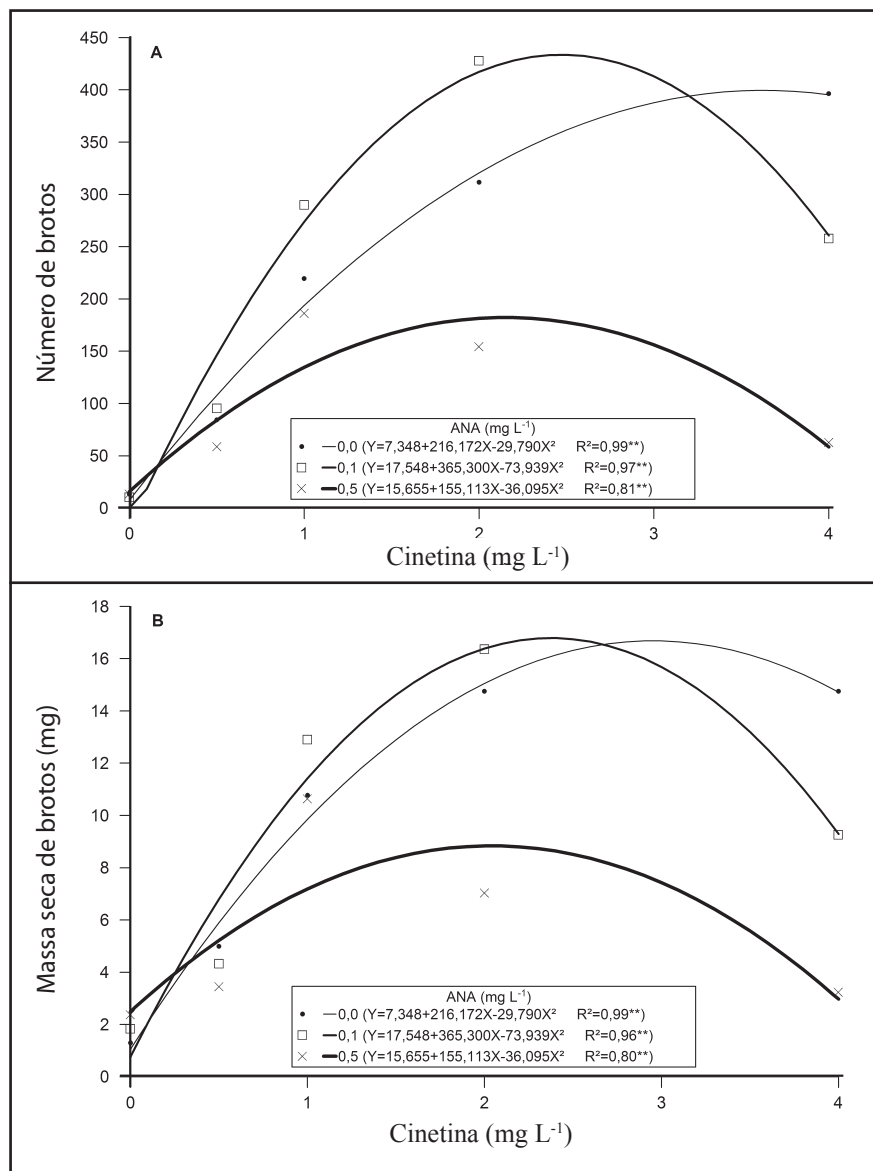 A
450
400
350
300
250
200
150
100
50
0
Número de brotos
ANA (mg L⁻¹)
0,0 (Y=7,348+216,172X-29,790X² R²=0,99**)
0,1 (Y=17,548+365,300X-73,939X² R²=0,97**)
0,5 (Y=15,655+155,113X-36,095X² R²=0,81**)
0 1 2 3 4
Cinetina (mg L⁻¹)
B
18
16
14
12
10
8
6
4
2
0
Massa seca de brotos (mg)
ANA (mg L⁻¹)
0,0 (Y=7,348+216,172X-29,790X² R²=0,99**)
0,1 (Y=17,548+365,300X-73,939X² R²=0,96**)
0,5 (Y=15,655+155,113X-36,095X² R²=0,80**)
0 1 2 3 4
Cinetina (mg L⁻¹)